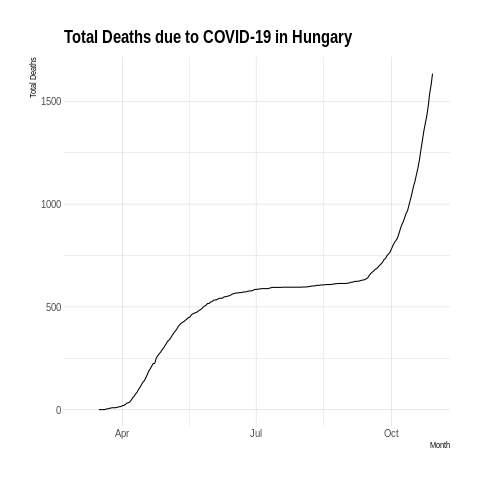 Total Deaths due to COVID-19 in Hungary
Total Deaths
1500
1000
500
0
Apr
Jul
Oct
Month